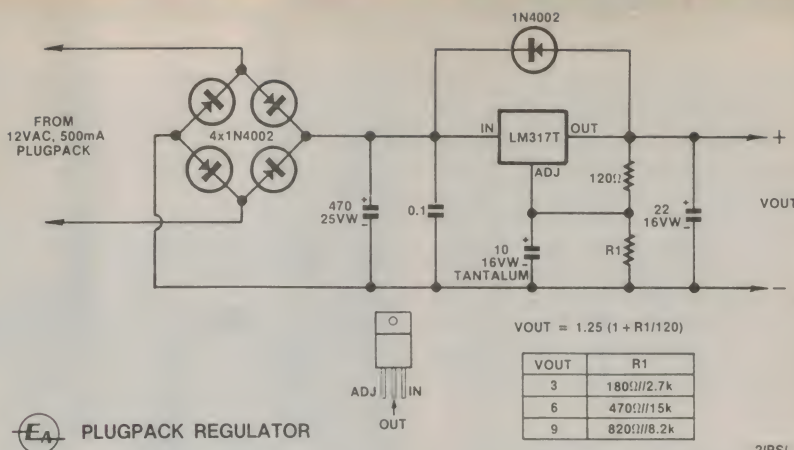 1N4002
FROM
12VAC, 500mA
PLUGPACK
4x1N4002
IN
LM317T
OUT
ADJ
120Ω
+
VOUT
−
470
25VW
+
−
0.1
+
10
16VW
−
TANTALUM
R1
+
22
16VW
−
VOUT = 1.25 (1 + R1/120)
ADJ
IN
OUT
VOUT R1
3 180Ω//2.7k
6 470Ω//15k
9 820Ω//8.2k
EA PLUGPACK REGULATOR